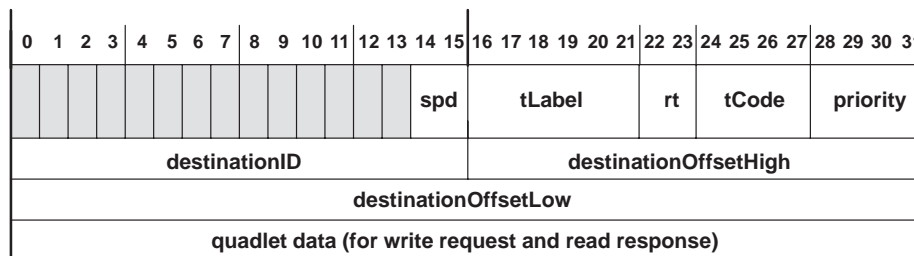 0 1 2 3 4 5 6 7 8 9 10 11 12 13 14 15 16 17 18 19 20 21 22 23 24 25 26 27 28 29 30 31
spd tLabel rt tCode priority
destinationID destinationOffsetHigh
destinationOffsetLow
quadlet data (for write request and read response)